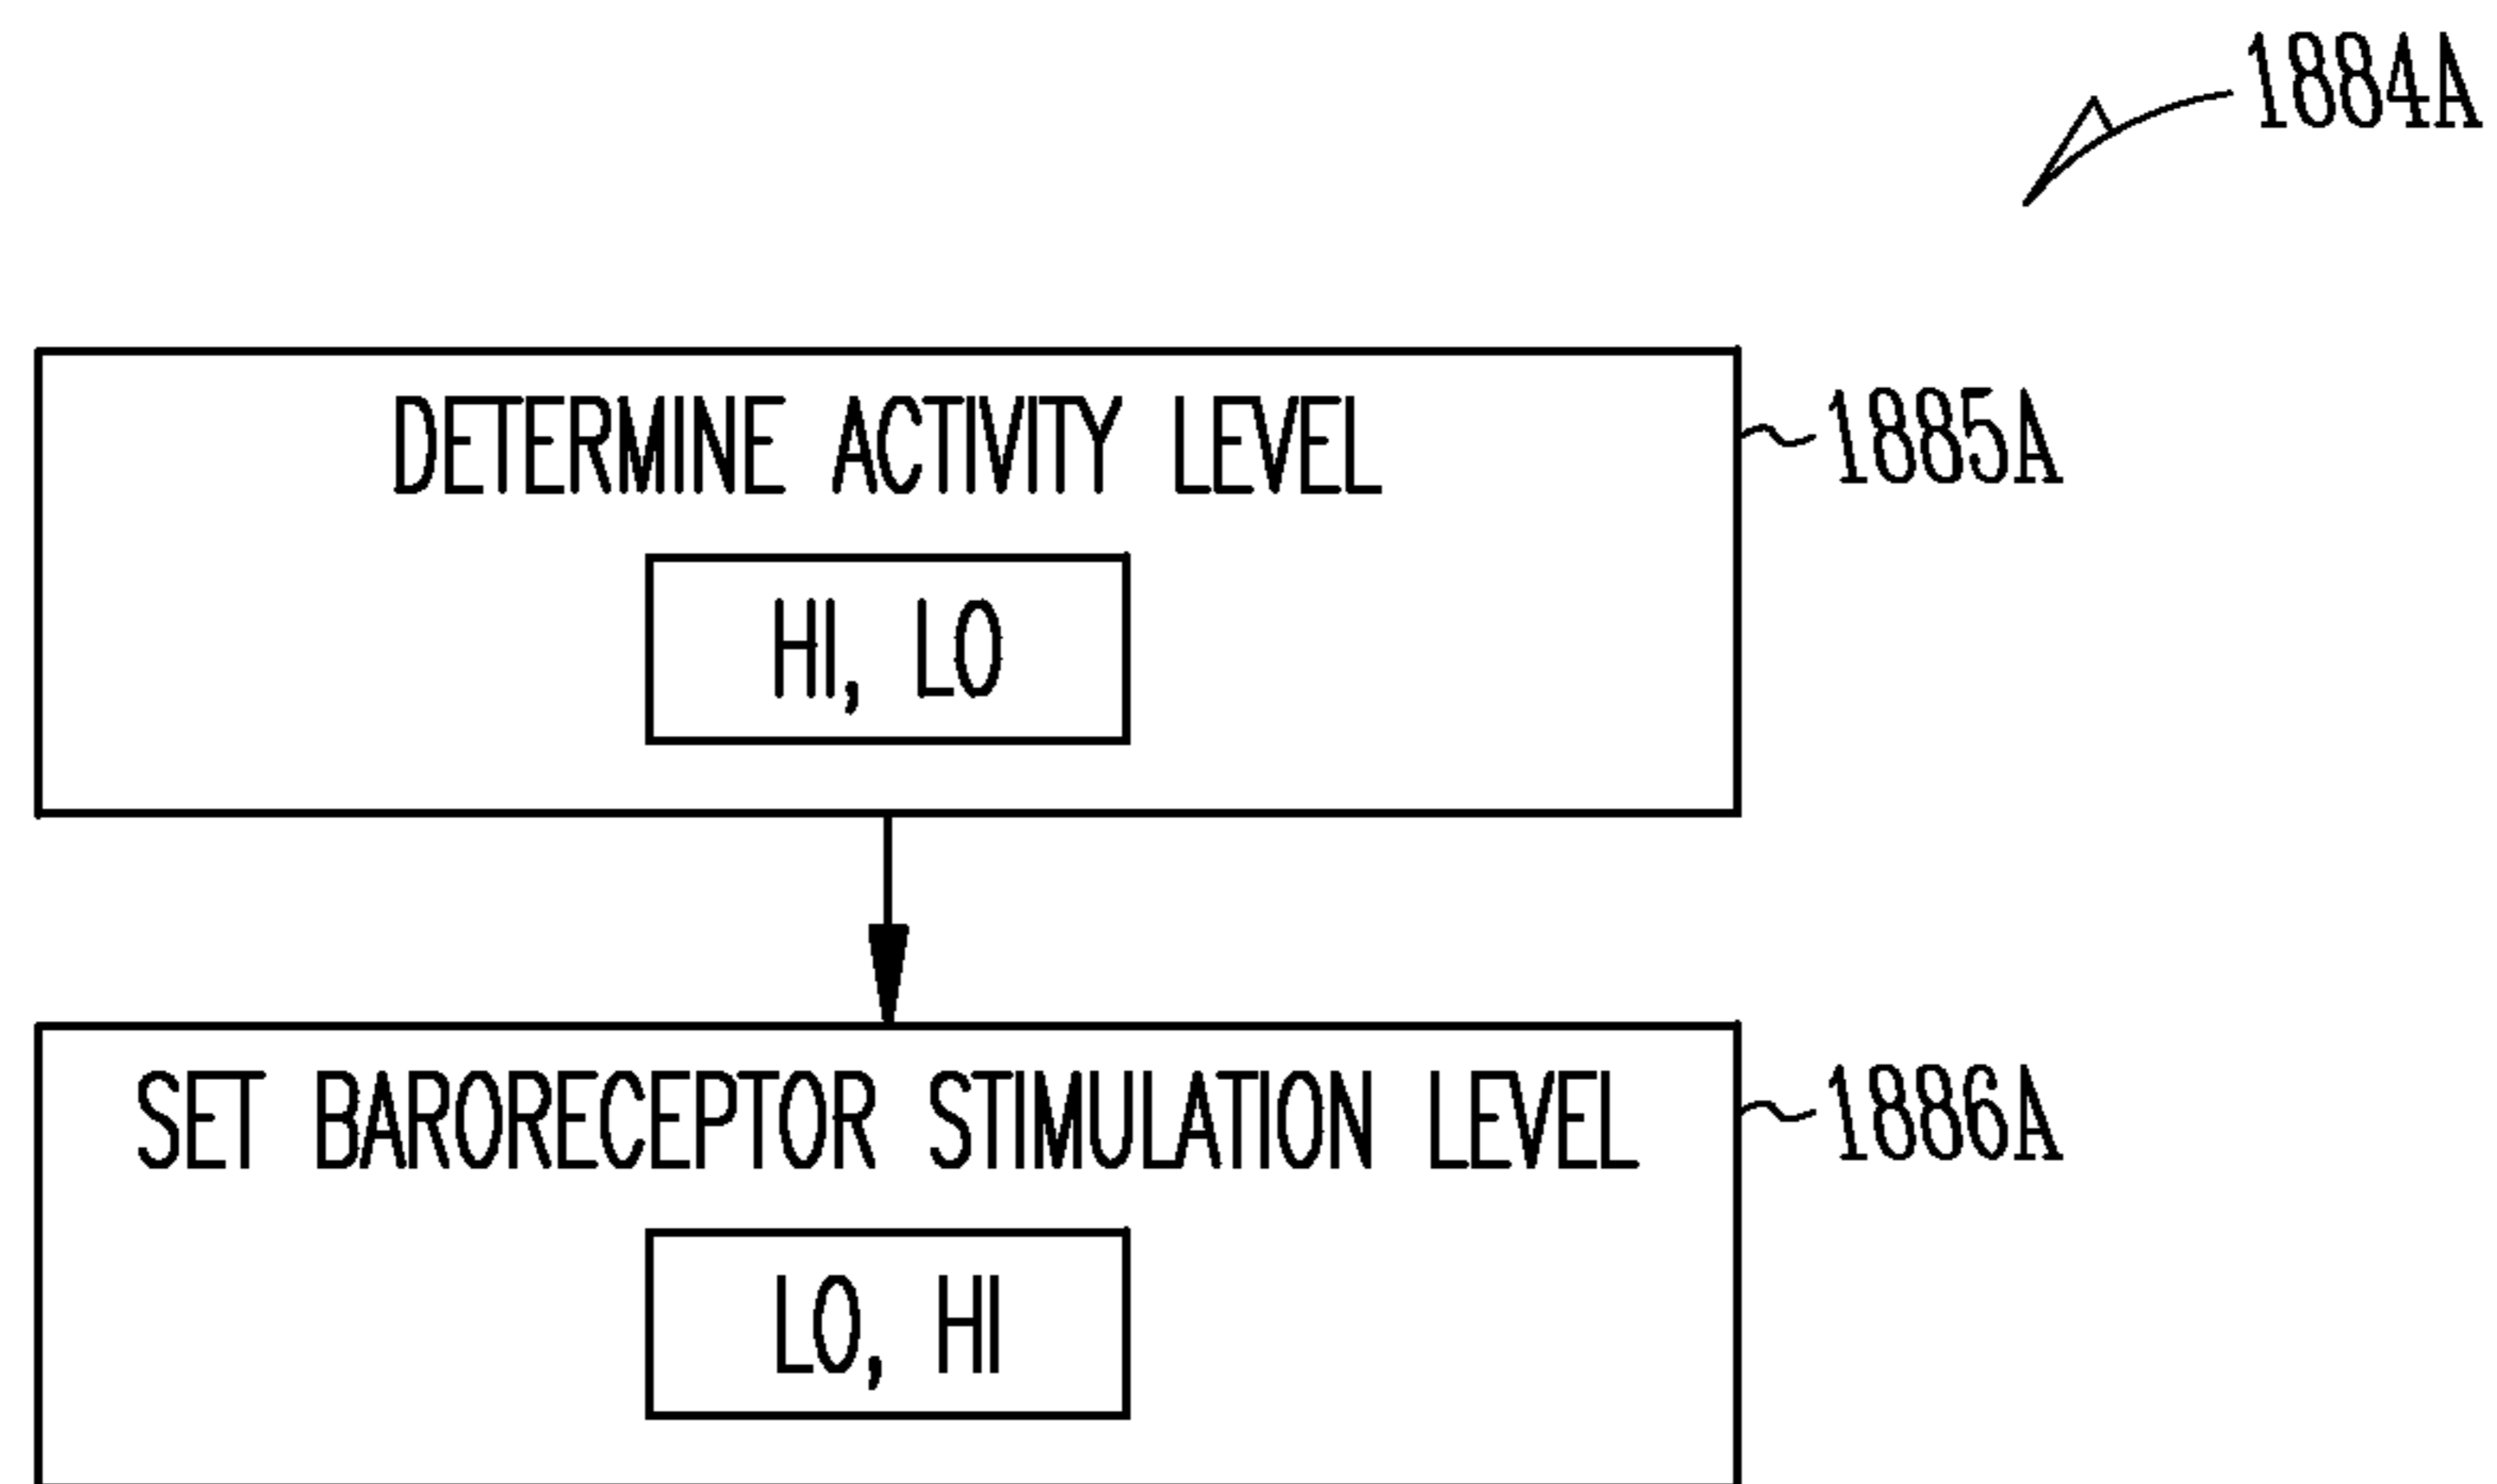 1884A
DETERMINE ACTIVITY LEVEL
1885A
HI, LO
SET BARORECEPTOR STIMULATION LEVEL
1886A
LO, HI